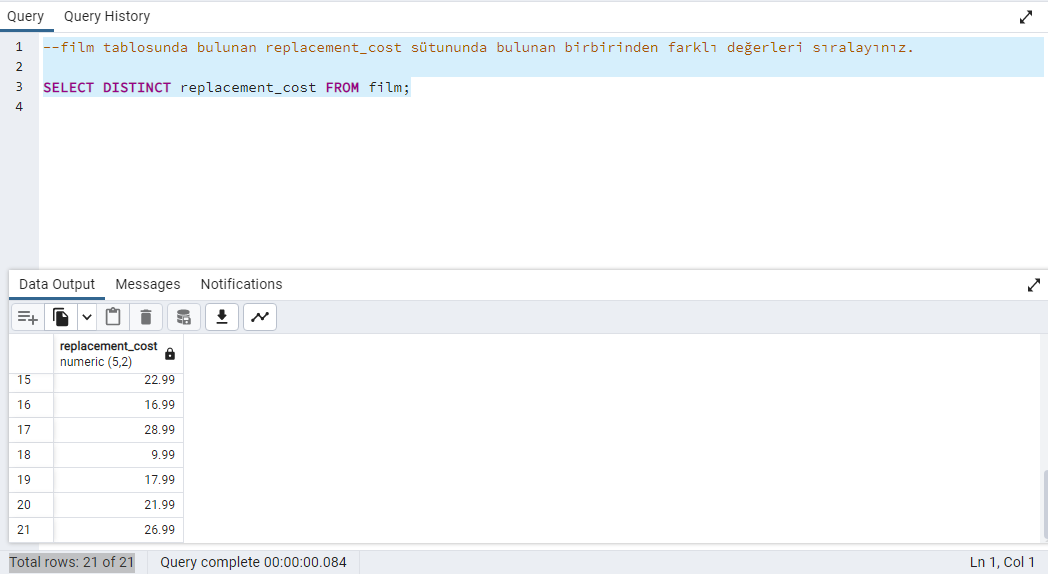 Query Query History
1 --film tablosunda bulunan replacement_cost sütununda bulunan birbirinden farklı değerleri sıralayınız.
2
3 SELECT DISTINCT replacement_cost FROM film;
4
Data Output Messages Notifications
replacement_cost
numeric (5,2)
15 22.99
16 16.99
17 28.99
18 9.99
19 17.99
20 21.99
21 26.99
Total rows: 21 of 21 Query complete 00:00:00.084 Ln 1, Col 1